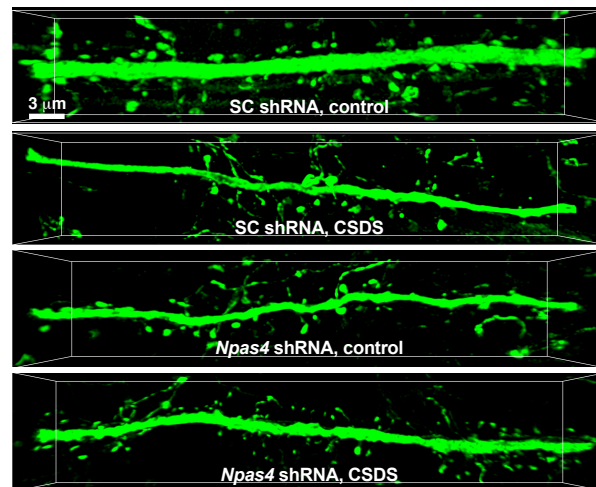 3 μm
SC shRNA, control
SC shRNA, CSDS
Npas4 shRNA, control
Npas4 shRNA, CSDS